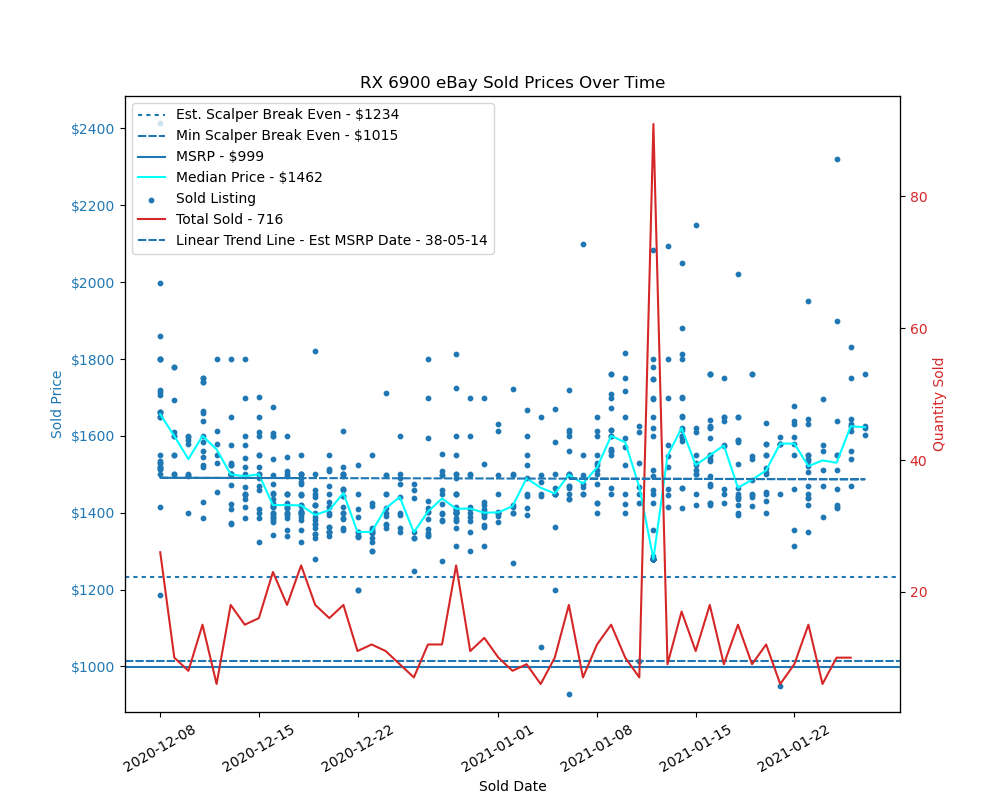 RX 6900 eBay Sold Prices Over Time
Est. Scalper Break Even - $1234
Min Scalper Break Even - $1015
MSRP - $999
Median Price - $1462
Sold Listing
Total Sold - 716
Linear Trend Line - Est MSRP Date - 38-05-14
$2400
$2200
$2000
$1800
$1600
$1400
$1200
$1000
Sold Price
80
60
40
20
Quantity Sold
2020-12-08
2020-12-15
2020-12-22
2021-01-01
2021-01-08
2021-01-15
2021-01-22
Sold Date